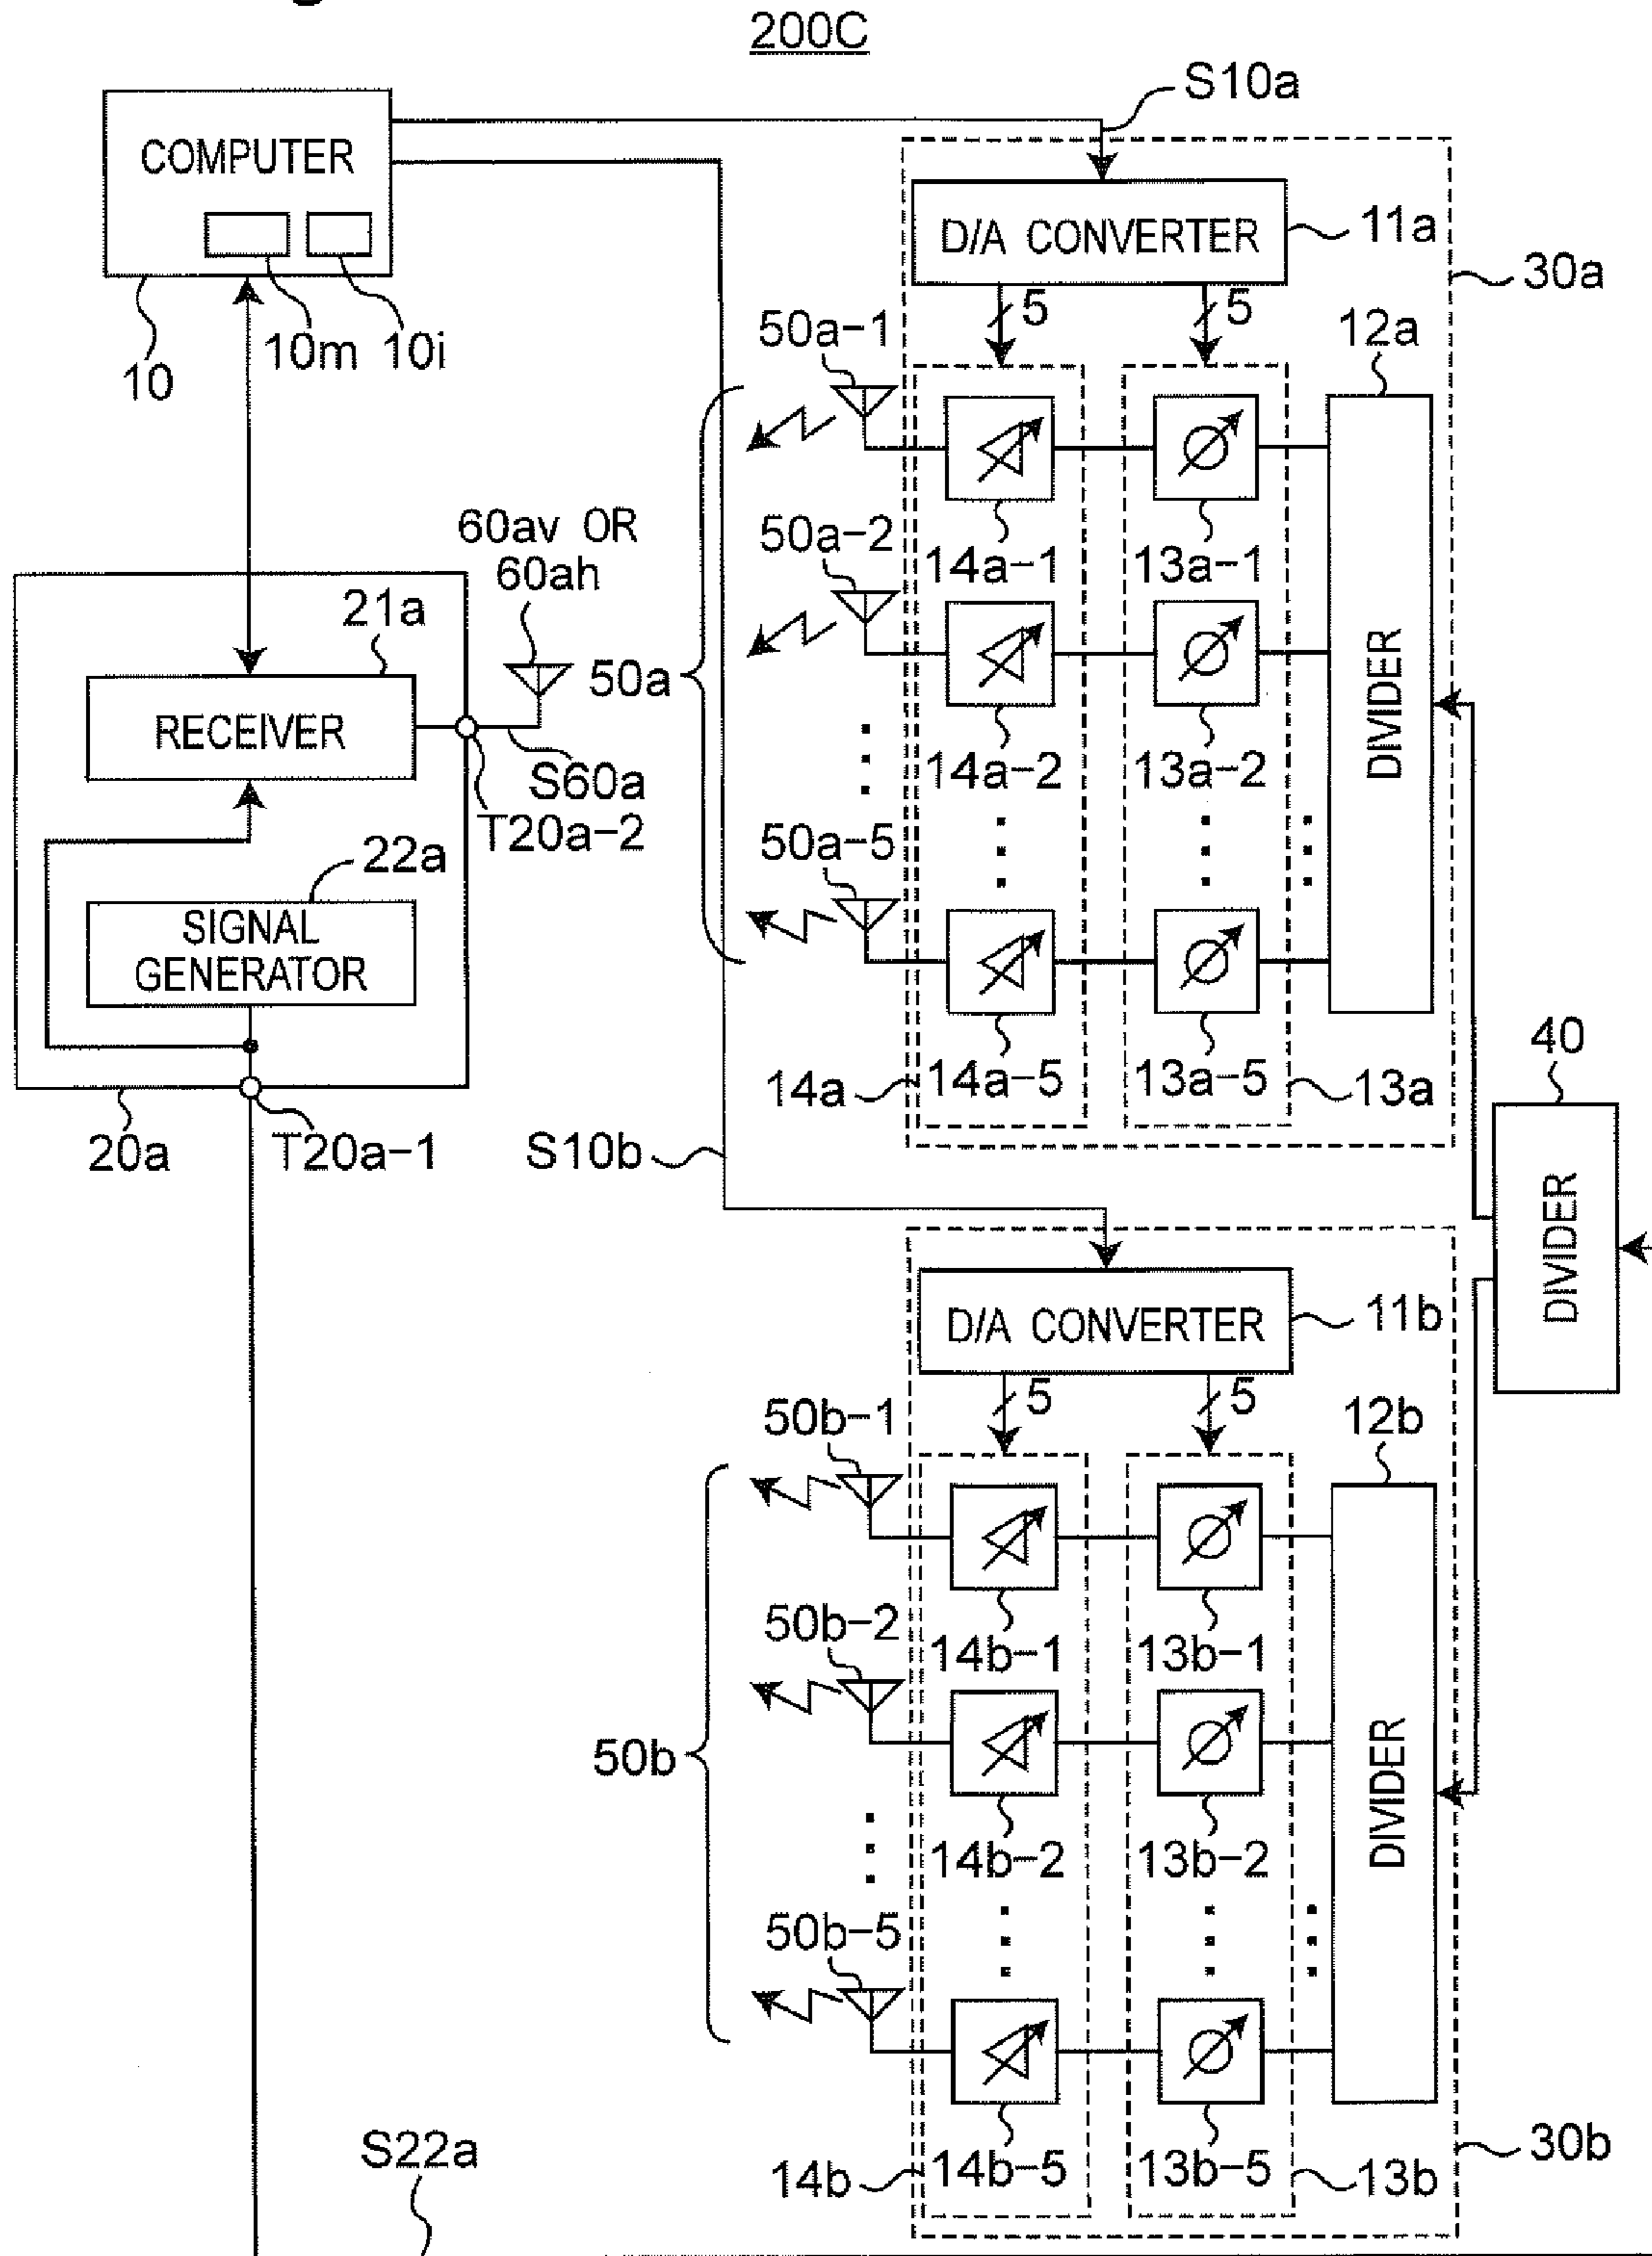 200C
S10a
COMPUTER
D/A CONVERTER
11a
30a
5
5
10
10m
10i
50a-1
12a
60av OR
60ah
50a-2
14a-1
13a-1
21a
50a
DIVIDER
RECEIVER
S60a
T20a-2
14a-2
13a-2
22a
50a-5
SIGNAL
GENERATOR
40
14a
14a-5
13a-5
13a
20a
T20a-1
S10b
DIVIDER
D/A CONVERTER
11b
5
5
50b-1
12b
50b-2
14b-1
13b-1
50b
DIVIDER
14b-2
13b-2
50b-5
S22a
14b
14b-5
13b-5
13b
30b